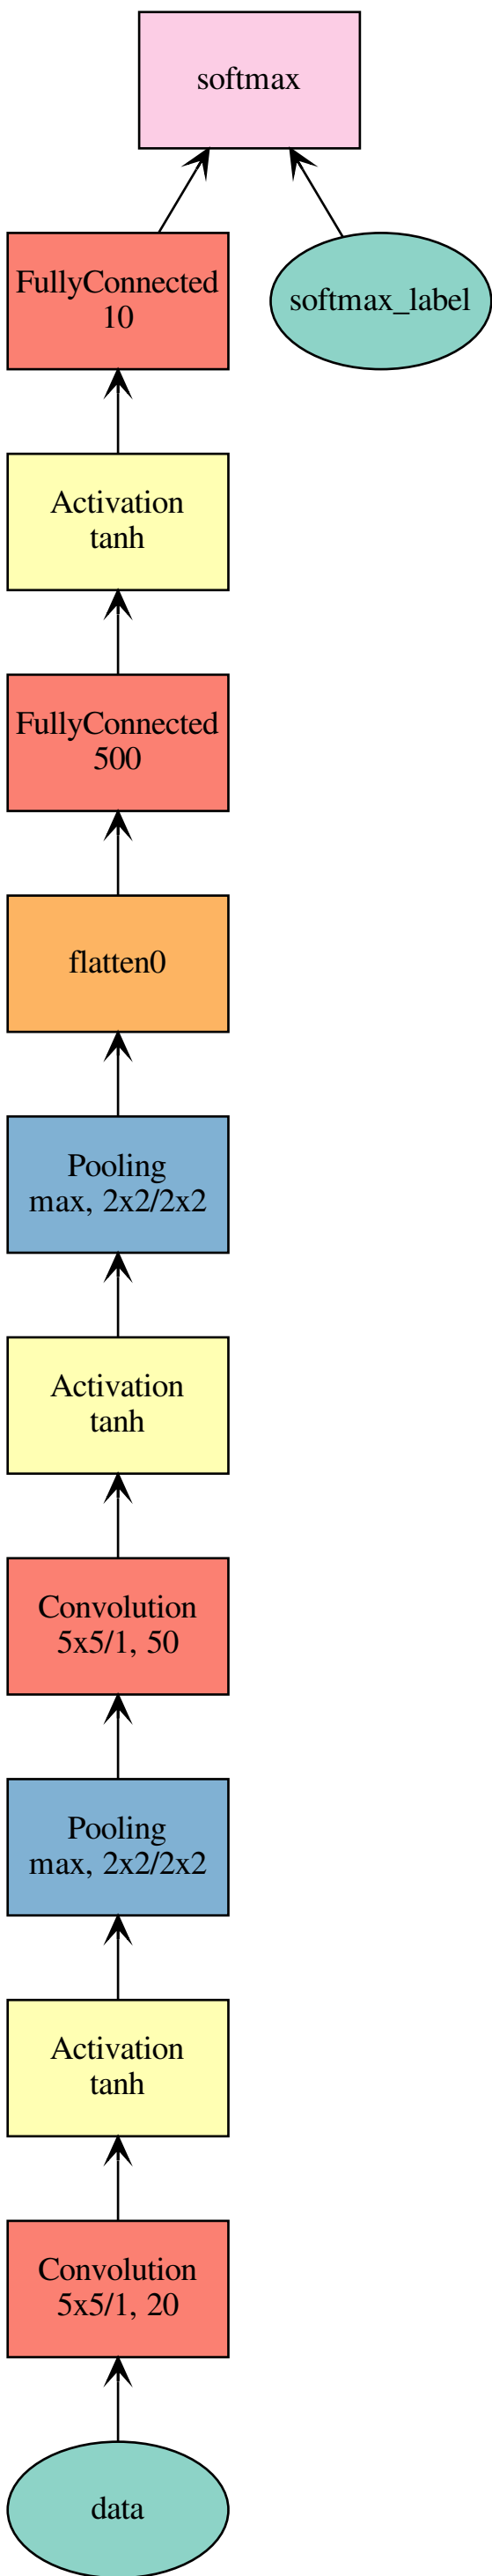 softmax
FullyConnected
10
softmax_label
Activation
tanh
FullyConnected
500
flatten0
Pooling
max, 2x2/2x2
Activation
tanh
Convolution
5x5/1, 50
Pooling
max, 2x2/2x2
Activation
tanh
Convolution
5x5/1, 20
data